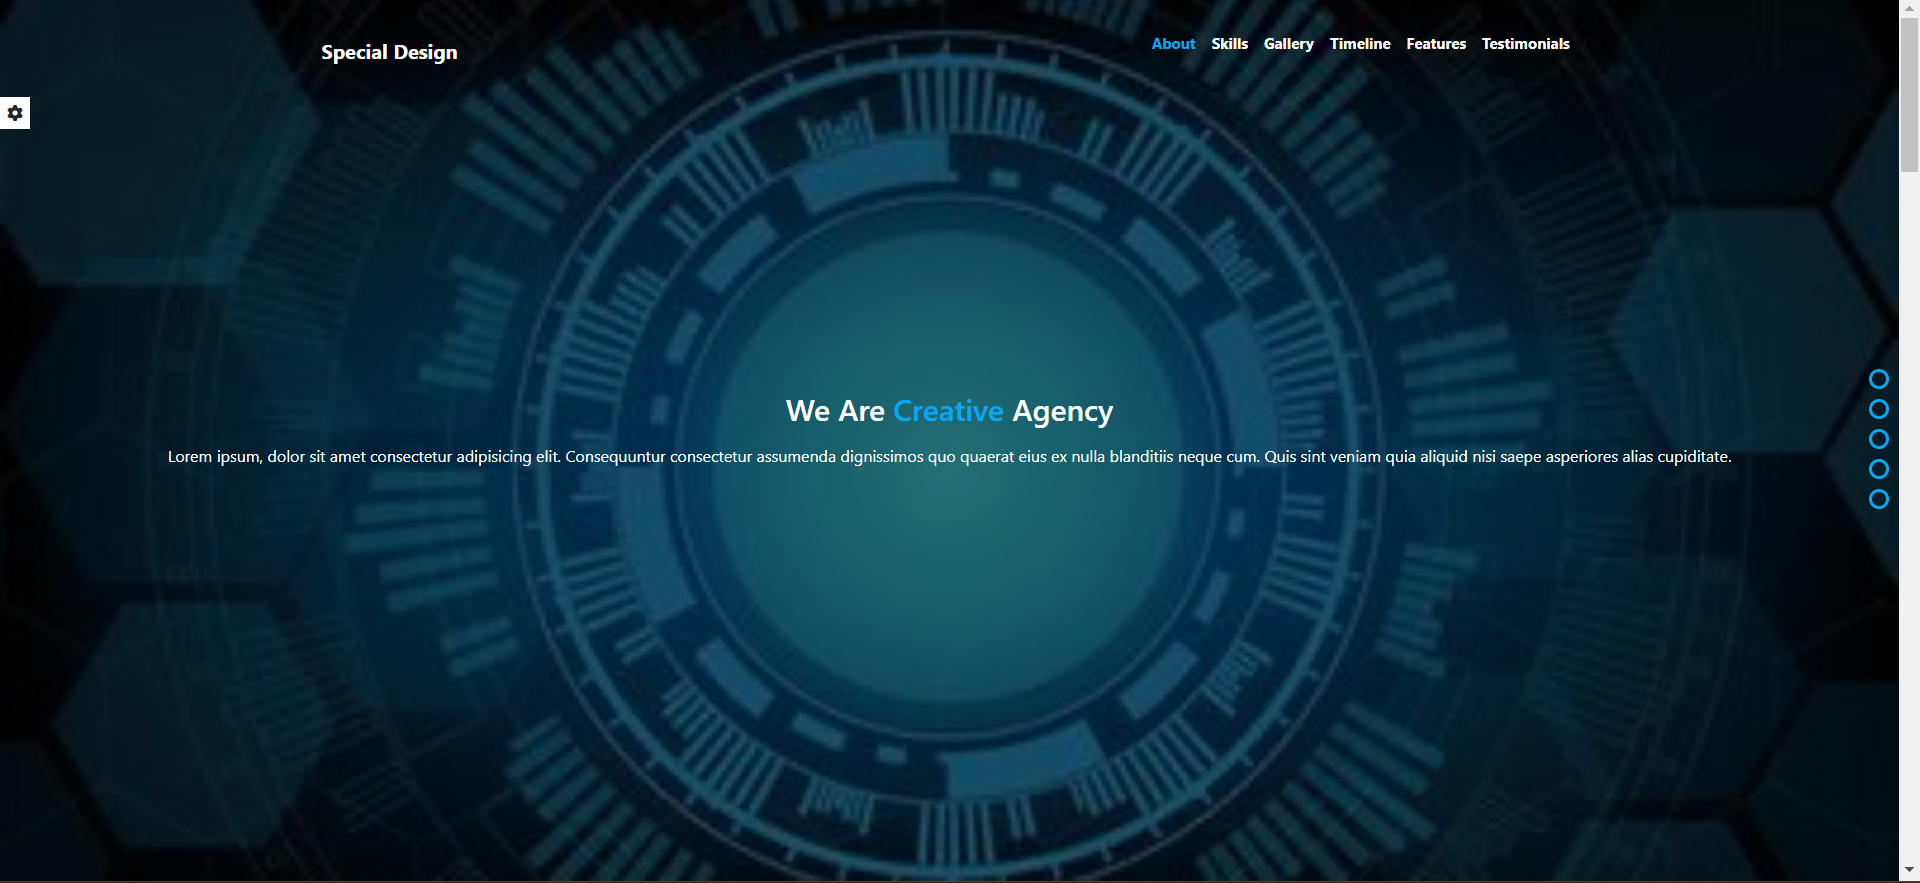 Special Design
About Skills Gallery Timeline Features Testimonials
We Are Creative Agency
Lorem ipsum, dolor sit amet consectetur adipisicing elit. Consequuntur consectetur assumenda dignissimos quo quaerat eius ex nulla blanditiis neque cum. Quis sint veniam quia aliquid nisi saepe asperiores alias cupiditate.